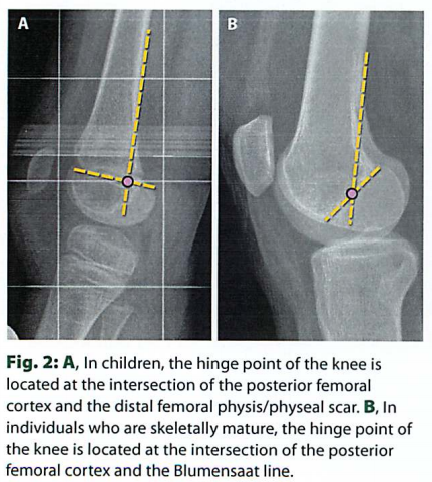 A
B
Fig. 2: A, In children, the hinge point of the knee is
located at the intersection of the posterior femoral
cortex and the distal femoral physis/physeal scar. B, In
individuals who are skeletally mature, the hinge point of
the knee is located at the intersection of the posterior
femoral cortex and the Blumensaat line.